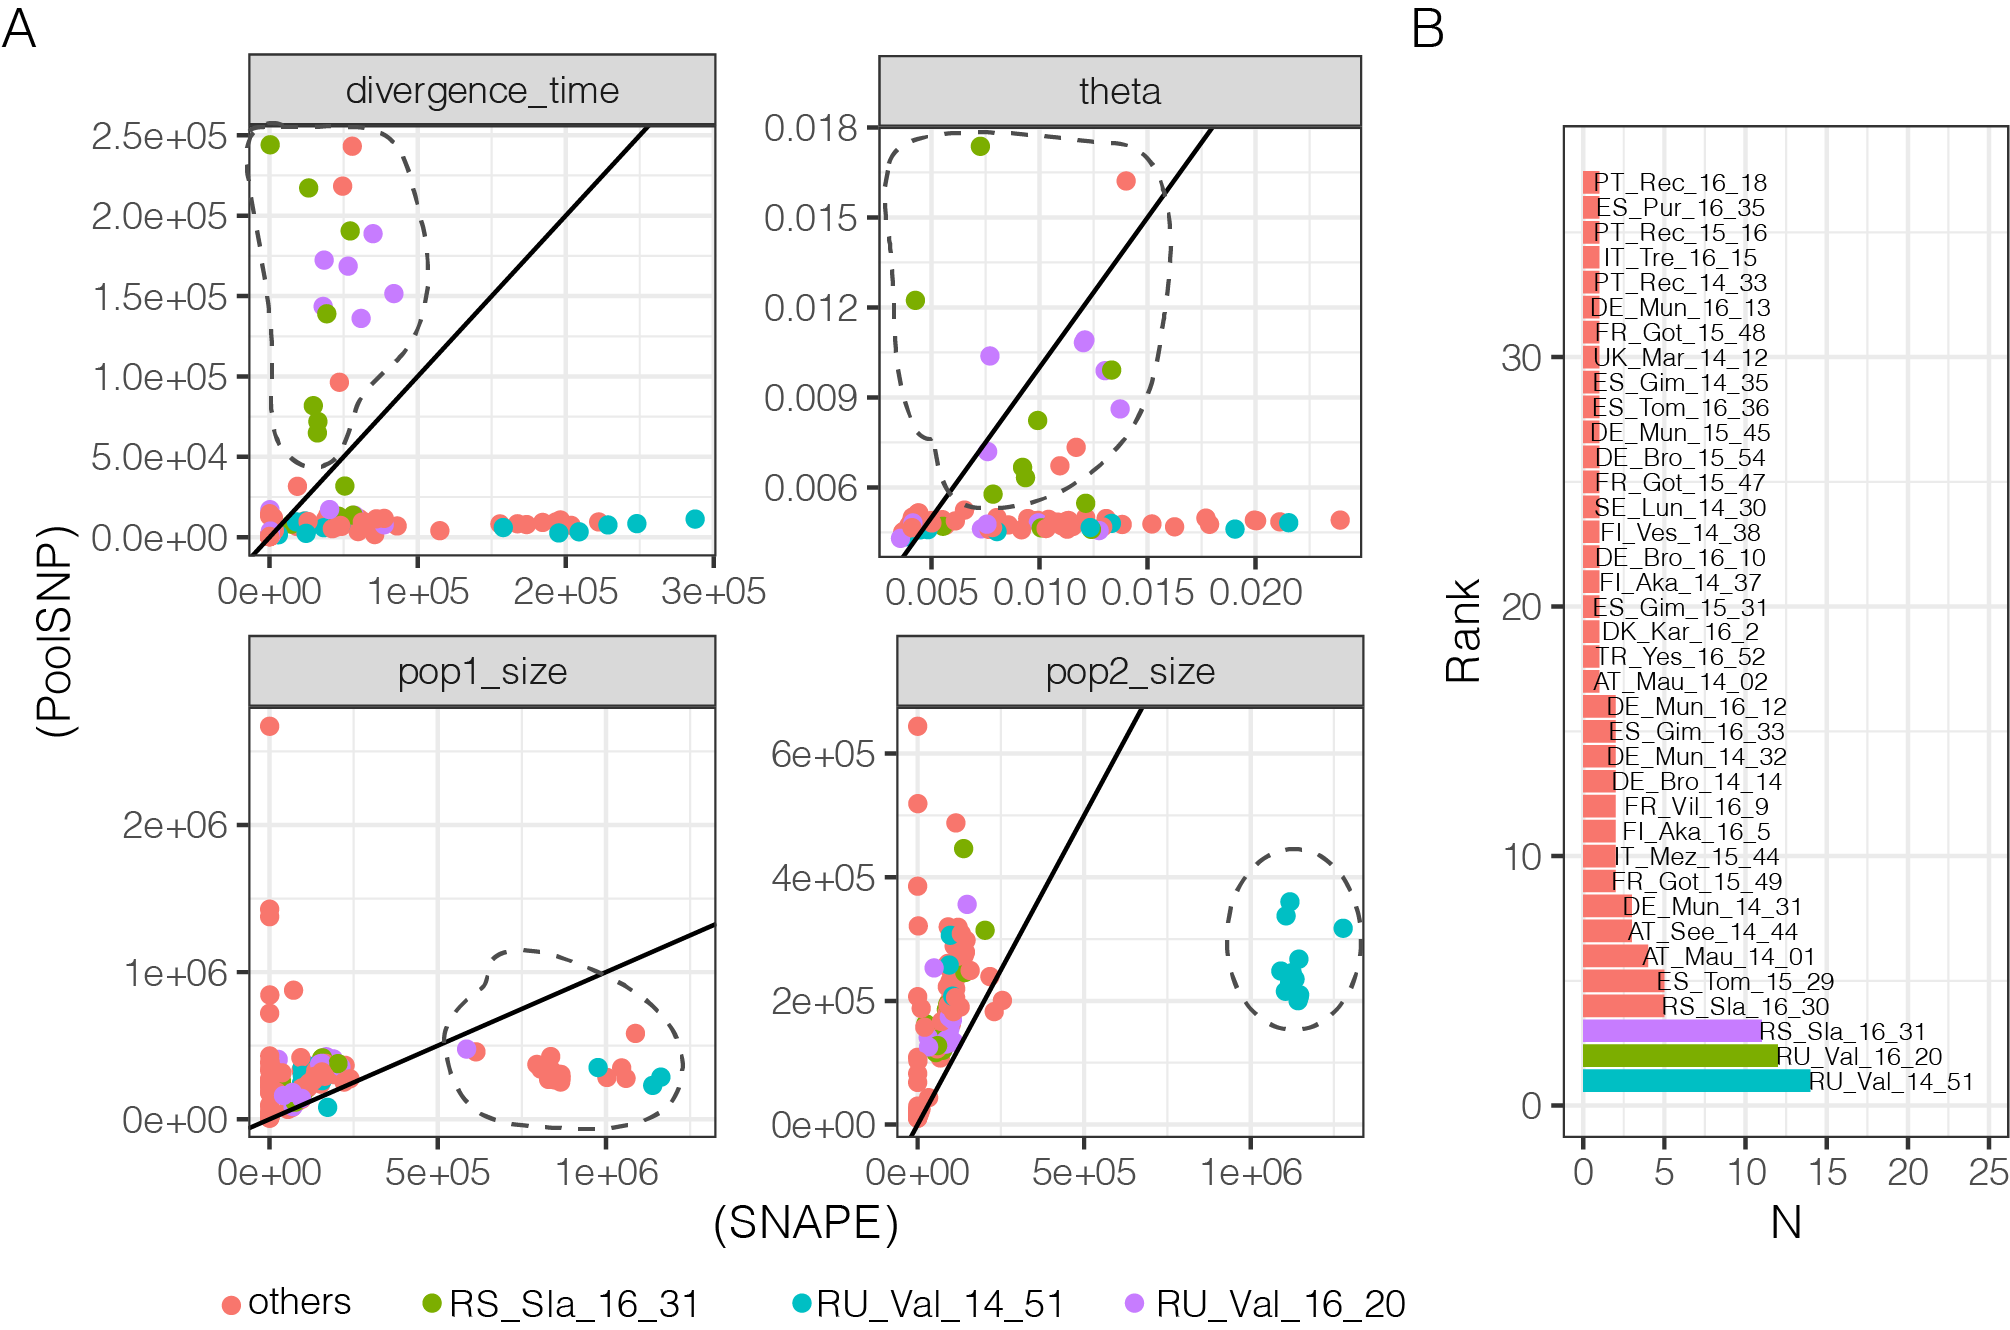 A
B
divergence_time
theta
2.5e+05
2.0e+05
1.5e+05
1.0e+05
5.0e+04
0.0e+00
0e+00 1e+05 2e+05 3e+05
0.018
0.015
0.012
0.009
0.006
0.005 0.010 0.015 0.020
pop1_size
pop2_size
2e+06
1e+06
0e+00
0e+00 5e+05 1e+06
6e+05
4e+05
2e+05
0e+00
0e+00 5e+05 1e+06
(PoolSNP)
(SNAPE)
PT_Rec_16_18
ES_Pur_16_35
PT_Rec_15_16
IT_Tre_16_15
PT_Rec_14_33
DE_Mun_16_13
FR_Got_15_48
UK_Mar_14_12
ES_Gim_14_35
ES_Tom_16_36
DE_Mun_15_45
DE_Bro_15_54
FR_Got_15_47
SE_Lun_14_30
FI_Ves_14_38
DE_Bro_16_10
FI_Aka_14_37
ES_Gim_15_31
DK_Kar_16_2
TR_Yes_16_52
AT_Mau_14_02
DE_Mun_16_12
ES_Gim_16_33
DE_Mun_14_32
DE_Bro_14_14
FR_Vil_16_9
FI_Aka_16_5
IT_Mez_15_44
FR_Got_15_49
DE_Mun_14_31
AT_See_14_44
AT_Mau_14_01
ES_Tom_15_29
RS_Sla_16_30
RS_Sla_16_31
RU_Val_16_20
RU_Val_14_51
30
20
10
0
Rank
0 5 10 15 20 25
N
others RS_Sla_16_31 RU_Val_14_51 RU_Val_16_20